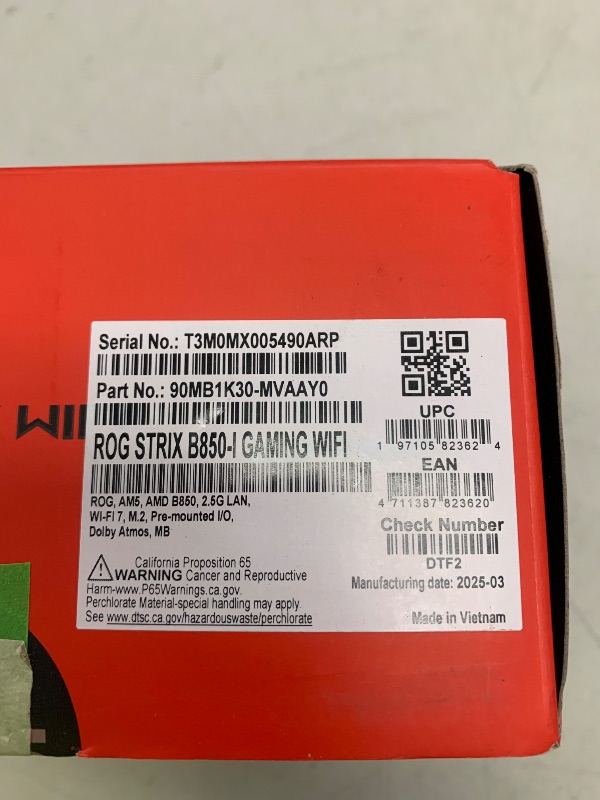 Serial No.: T3M0MX005490ARP
Part No.: 90MB1K30-MVAAY0
ROG STRIX B850-I GAMING WIFI
ROG, AM5, AMD B850, 2.5G LAN,
WI-FI 7, M.2, Pre-mounted I/O,
Dolby Atmos, MB
California Proposition 65
WARNING Cancer and Reproductive
Harm-www.P65Warnings.ca.gov.
Perchlorate Material-special handling may apply.
See www.dtsc.ca.gov/hazardouswaste/perchlorate
UPC
1 97105 82362 4
EAN
4 711387 823620
Check Number
DTF2
Manufacturing date: 2025-03
Made in Vietnam